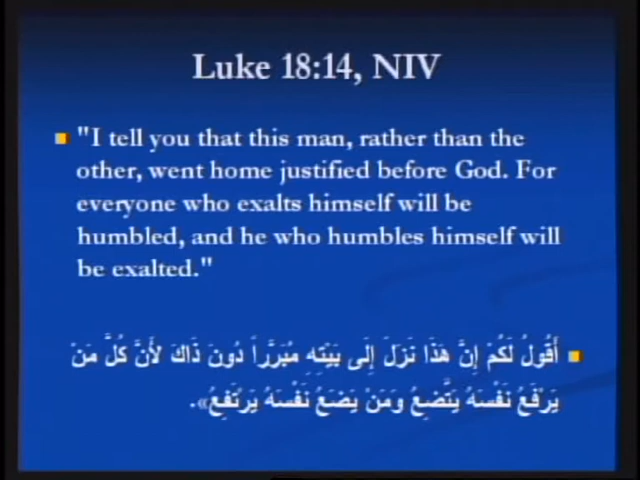 Luke 18:14, NIV
"I tell you that this man, rather than the
other, went home justified before God. For
everyone who exalts himself will be
humbled, and he who humbles himself will
be exalted."
أَقُولُ لَكُمْ إِنَّ هَذَا نَزَلَ إِلَى بَيْتِهِ مُبَرَّراً دُونَ ذَاكَ لأَنَّ كُلَّ مَنْ
يَرْفَعُ نَفْسَهُ يَتَّضِعُ وَمَنْ يَضَعُ نَفْسَهُ يَرْتَفِعُ».